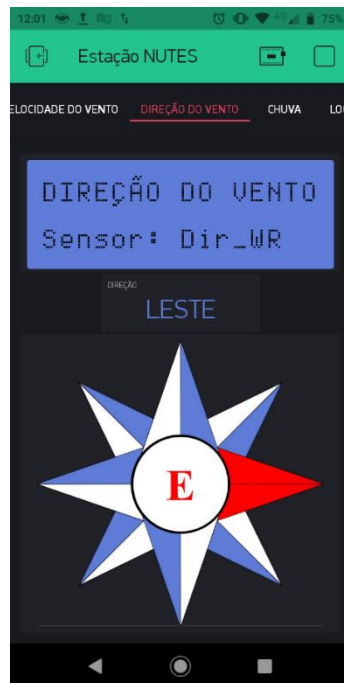 12:01 75%
Estação NUTES
ELOCIDADE DO VENTO DIREÇÃO DO VENTO CHUVA LO
DIREÇÃO DO VENTO
Sensor: Dir_WR
DIREÇÃO
LESTE
E